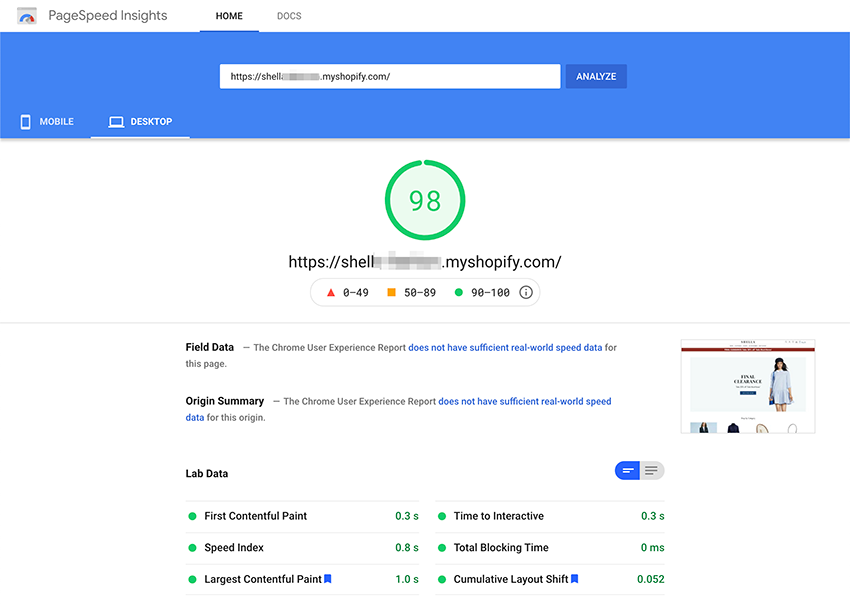 PageSpeed Insights HOME DOCS
https://shell .myshopify.com/ ANALYZE
MOBILE DESKTOP
98
https://shell .myshopify.com/
0–49 50–89 90–100
Field Data — The Chrome User Experience Report does not have sufficient real-world speed data for
this page.
SHELLA
FINAL
CLEARANCE
Origin Summary — The Chrome User Experience Report does not have sufficient real-world speed
data for this origin.
Lab Data
First Contentful Paint 0.3 s Time to Interactive 0.3 s
Speed Index 0.8 s Total Blocking Time 0 ms
Largest Contentful Paint 1.0 s Cumulative Layout Shift 0.052